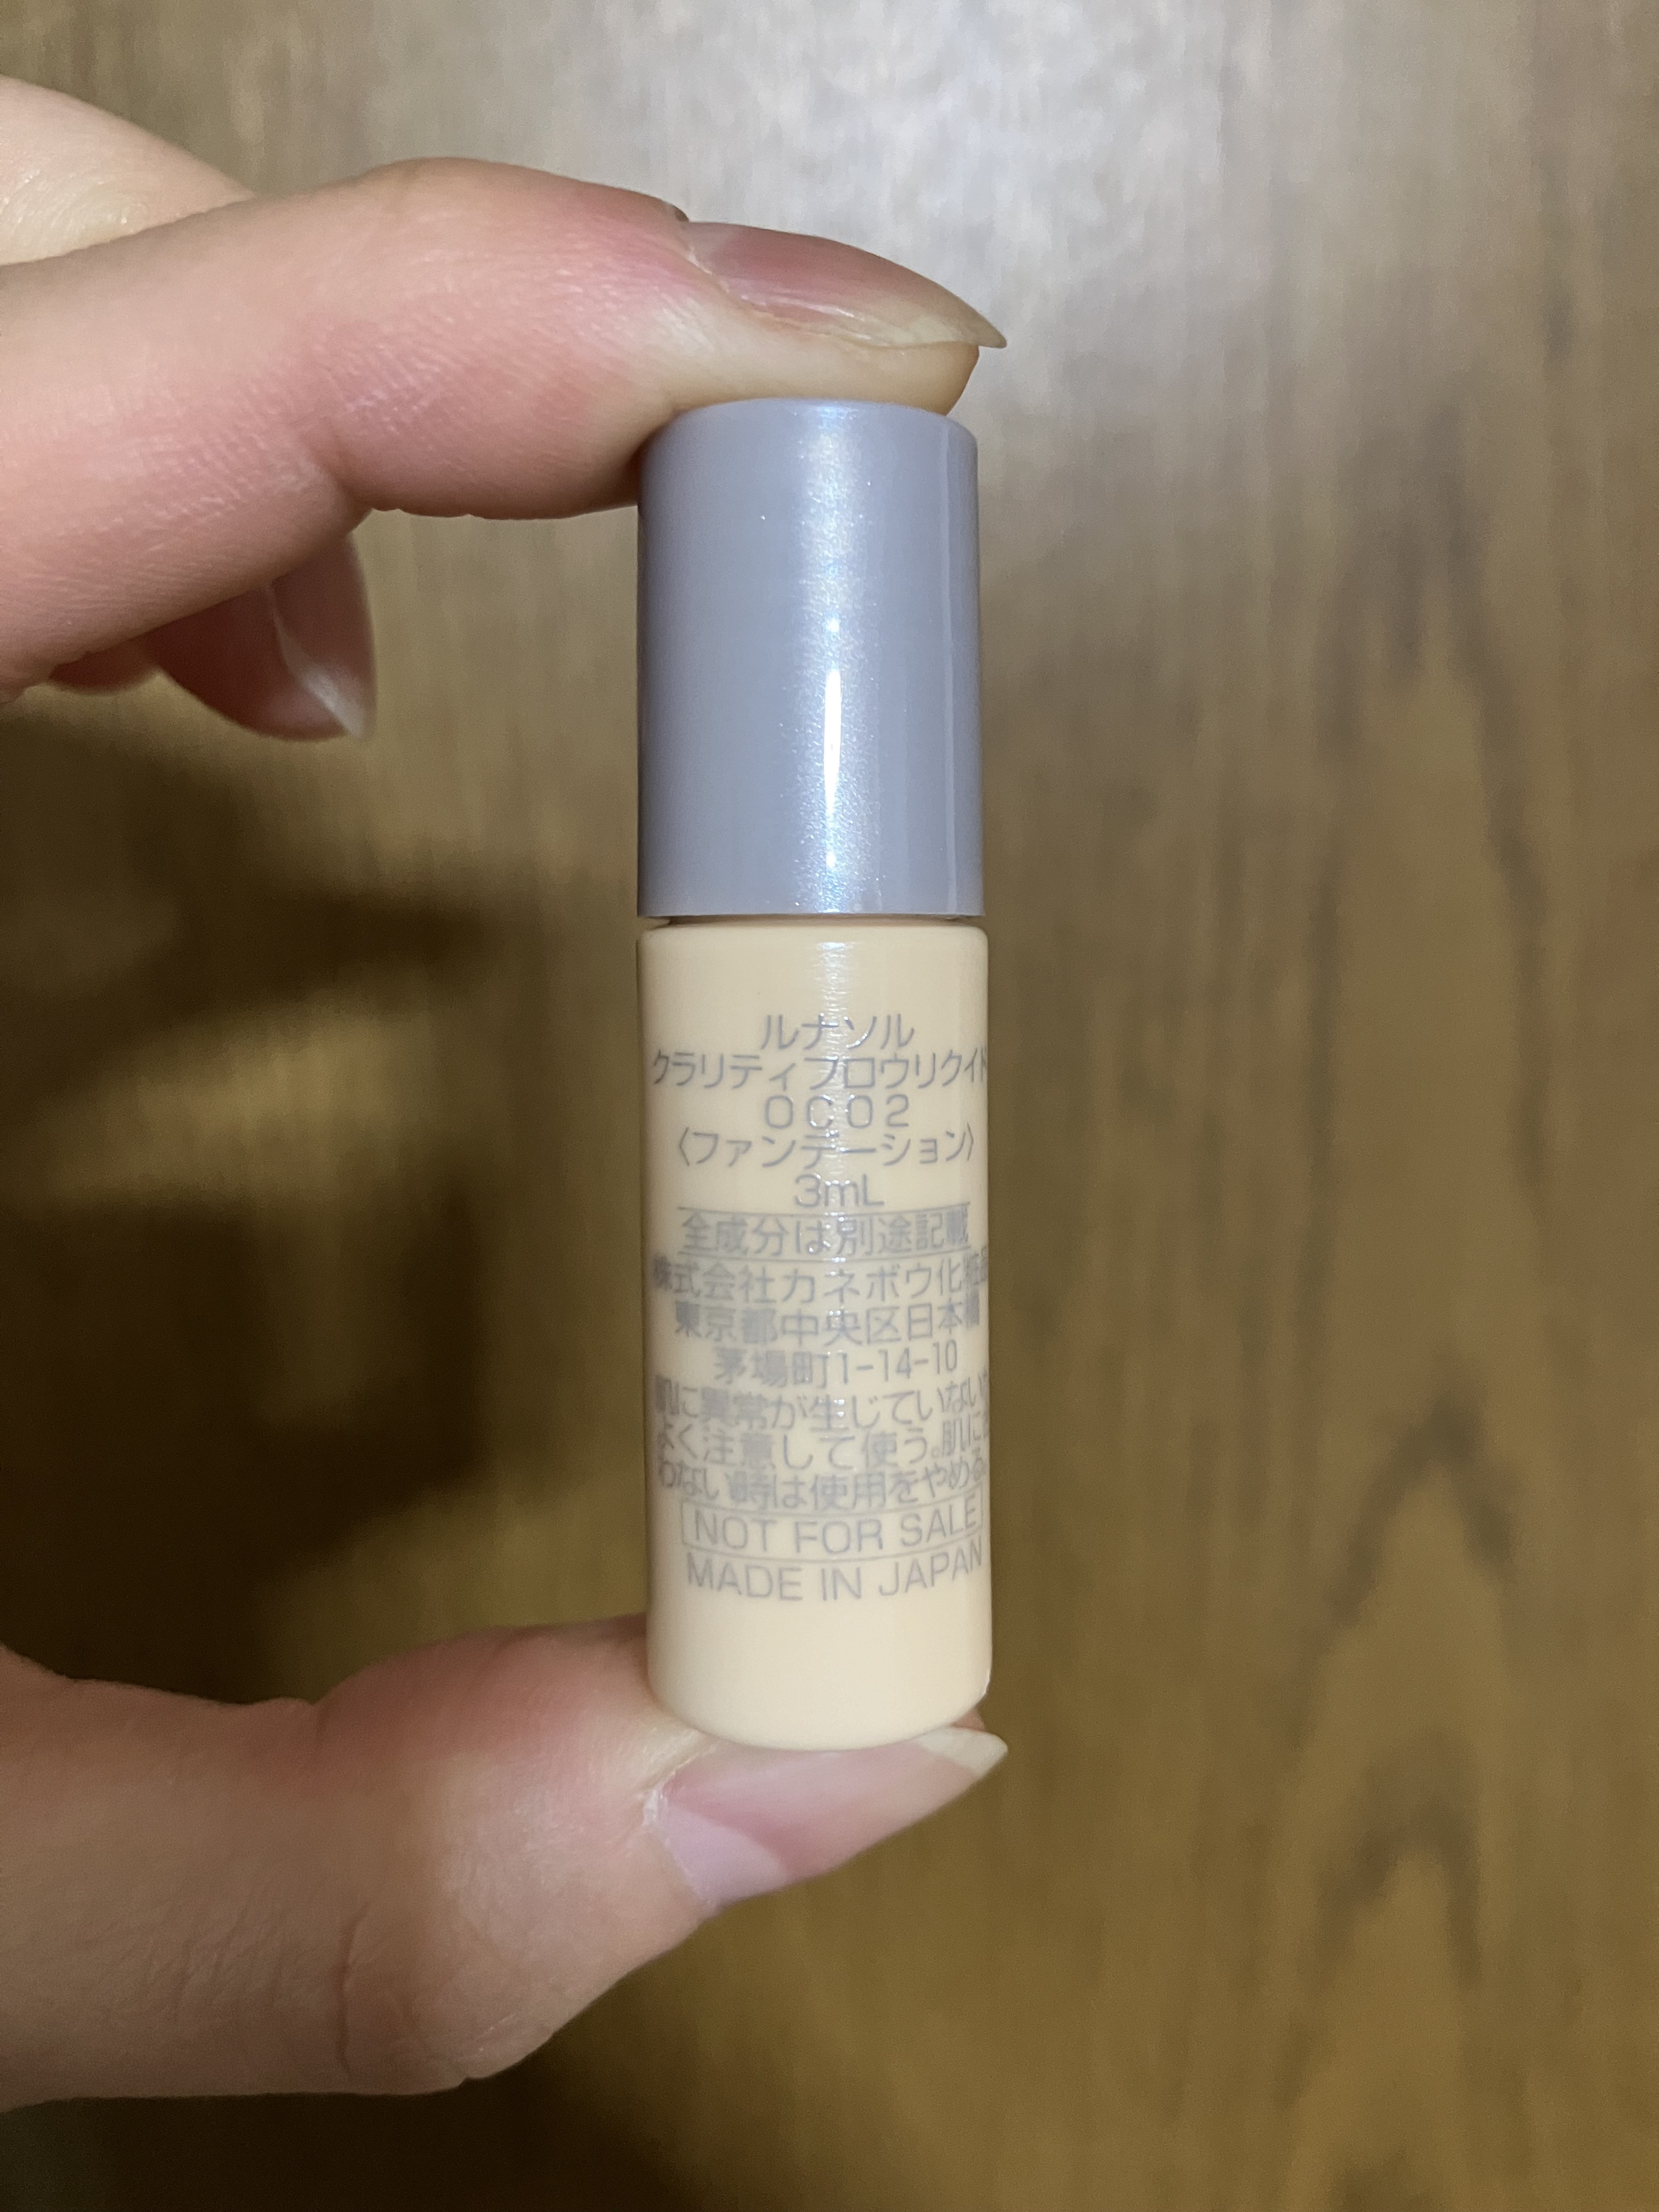 ルナソル
クラリティフロウリクイド
OC02
〈ファンデーション〉
3mL
全成分は別途記載
株式会社カネボウ化粧品
東京都中央区日本橋
茅場町1-14-10
肌に異常が生じていないか
よく注意して使う。肌に合
わない時は使用をやめる。
NOT FOR SALE
MADE IN JAPAN